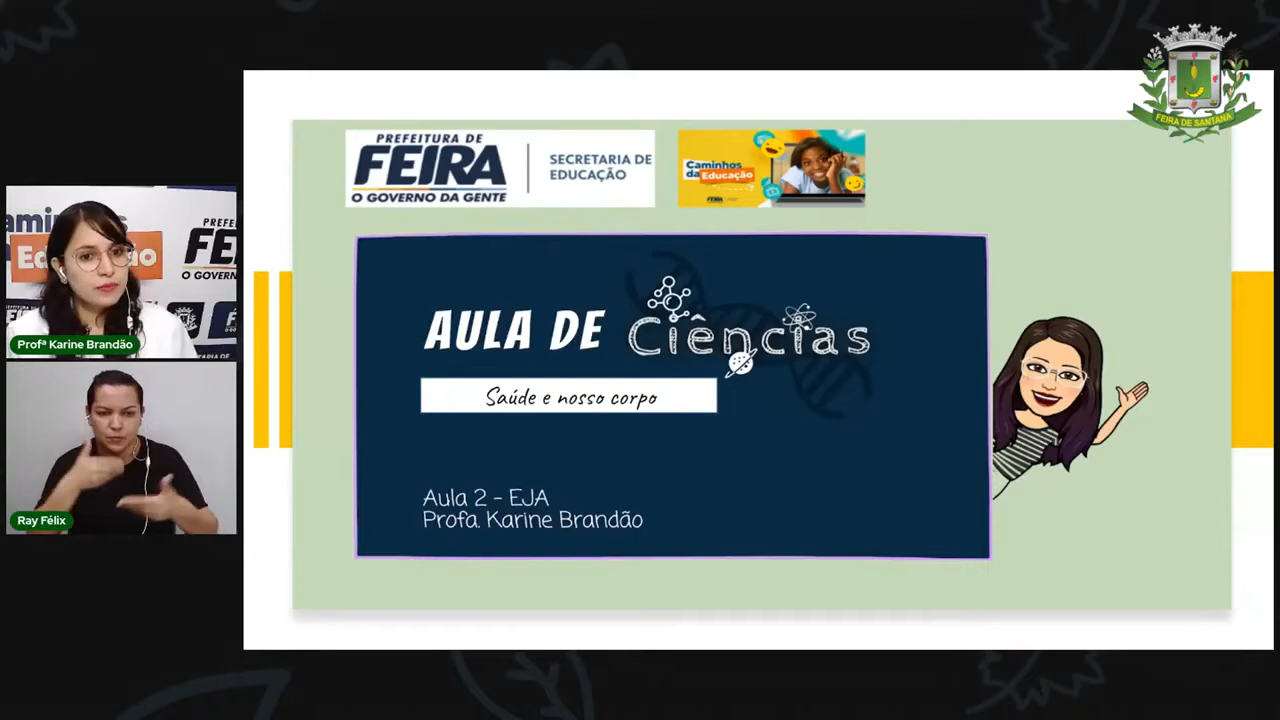 FEIRA DE SANTANA
PREFEITURA DE
FEIRA
O GOVERNO DA GENTE
SECRETARIA DE
EDUCAÇÃO
Caminhos
da Educação
FEIRA
AULA DE Ciências
Saúde e nosso corpo
Aula 2 - EJA
Profa. Karine Brandão
Profª Karine Brandão
Ray Félix